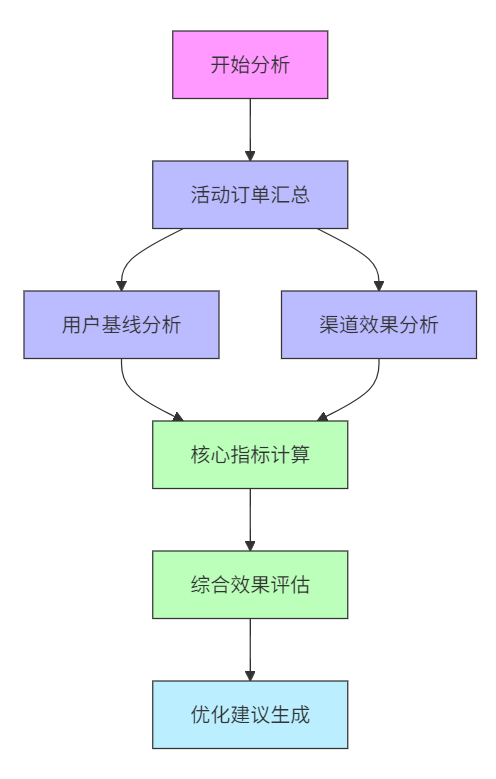 开始分析
活动订单汇总
用户基线分析
渠道效果分析
核心指标计算
综合效果评估
优化建议生成